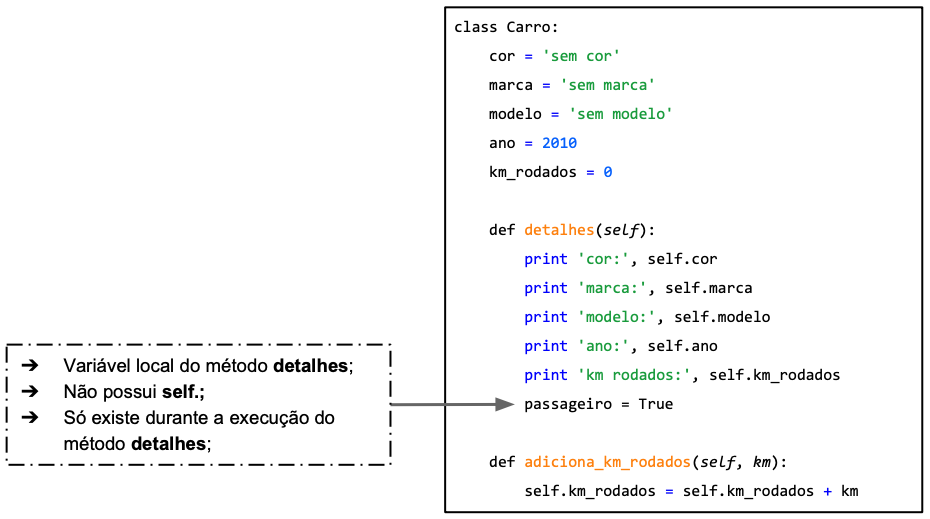 class Carro:
cor = 'sem cor'
marca = 'sem marca'
modelo = 'sem modelo'
ano = 2010
km_rodados = 0
def detalhes(self):
print 'cor:', self.cor
print 'marca:', self.marca
print 'modelo:', self.modelo
print 'ano:', self.ano
print 'km rodados:', self.km_rodados
passageiro = True
def adiciona_km_rodados(self, km):
self.km_rodados = self.km_rodados + km
➔ Variável local do método detalhes;
➔ Não possui self.;
➔ Só existe durante a execução do
método detalhes;